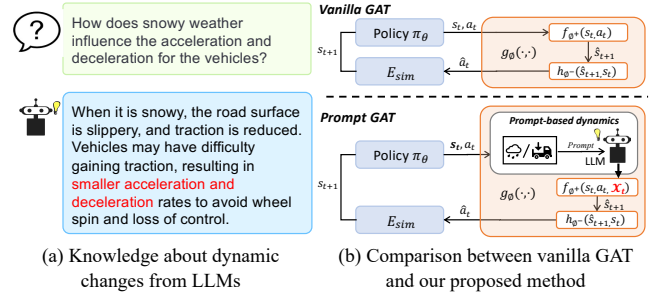 How does snowy weather
influence the acceleration and
deceleration for the vehicles?
When it is snowy, the road surface
is slippery, and traction is reduced.
Vehicles may have difficulty
gaining traction, resulting in
smaller acceleration and
deceleration rates to avoid wheel
spin and loss of control.
(a) Knowledge about dynamic
changes from LLMs
Vanilla GAT
Policy πθ
s_t, a_t
s_{t+1}
E_sim
â_t
g_∅(·,·)
f_∅+(s_t, a_t)
ŝ_{t+1}
h_∅−(ŝ_{t+1}, s_t)
Prompt GAT
Policy πθ
s_t, a_t
s_{t+1}
E_sim
â_t
Prompt-based dynamics
Prompt
LLM
g_∅(·,·)
f_∅+(s_t, a_t, x_t)
ŝ_{t+1}
h_∅−(ŝ_{t+1}, s_t)
(b) Comparison between vanilla GAT
and our proposed method